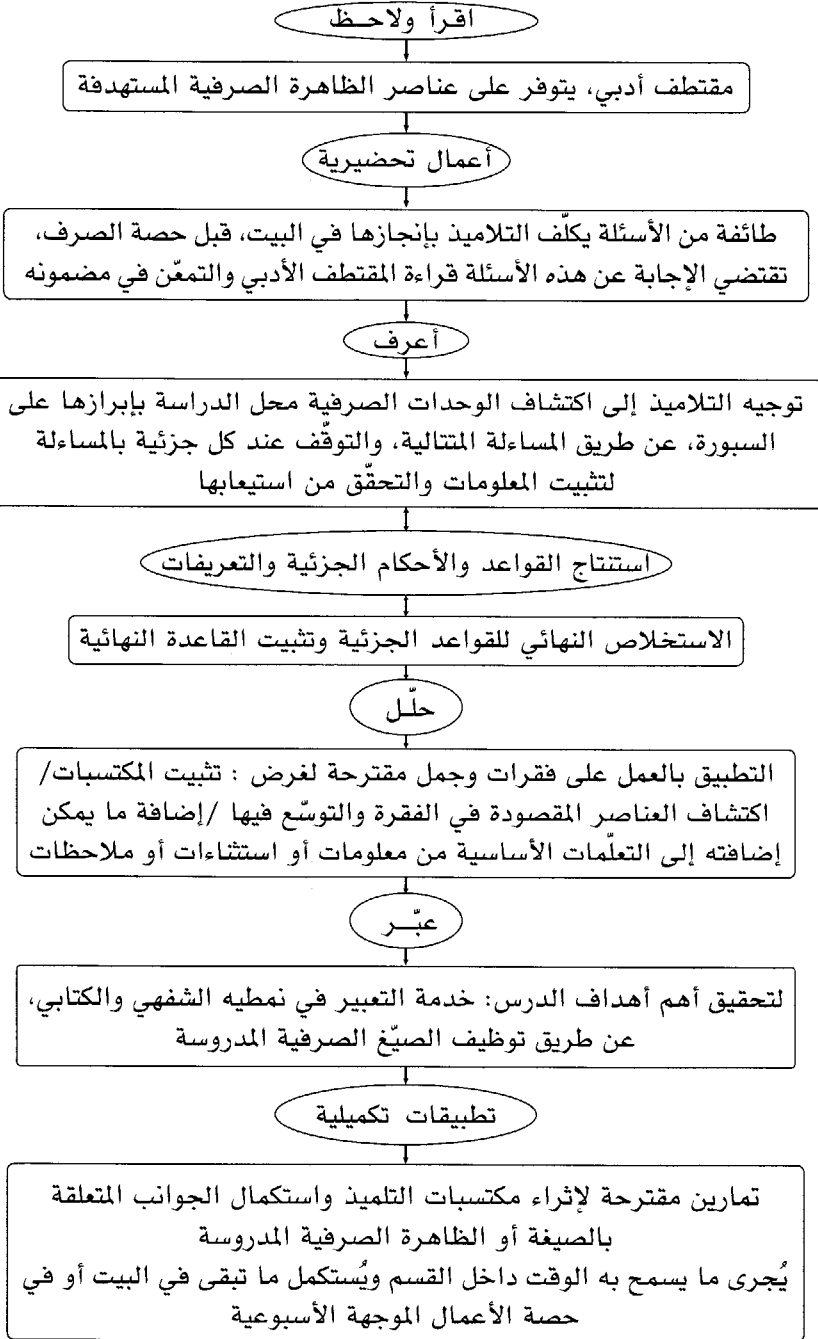 اقرأ ولاحــظ
مقتطف أدبي، يتوفر على عناصر الظاهرة الصرفية المستهدفة
أعمال تحضيرية
طائفة من الأسئلة يكلّف التلاميذ بإنجازها في البيت، قبل حصة الصرف،
تقتضي الإجابة عن هذه الأسئلة قراءة المقتطف الأدبي والتمعّن في مضمونه
أعرف
توجيه التلاميذ إلى اكتشاف الوحدات الصرفية محل الدراسة بإبرازها على
السبورة، عن طريق المساءلة المتتالية، والتوقّف عند كل جزئية بالمساءلة
لتثبيت المعلومات والتحقّق من استيعابها
استنتاج القواعد والأحكام الجزئية والتعريفات
الاستخلاص النهائي للقواعد الجزئية وتثبيت القاعدة النهائية
حلّـل
التطبيق بالعمل على فقرات وجمل مقترحة لغرض : تثبيت المكتسبات/
اكتشاف العناصر المقصودة في الفقرة والتوسّع فيها /إضافة ما يمكن
إضافته إلى التعلّمات الأساسية من معلومات أو استثناءات أو ملاحظات
عبّــر
لتحقيق أهم أهداف الدرس: خدمة التعبير في نمطيه الشفهي والكتابي،
عن طريق توظيف الصيّغ الصرفية المدروسة
تطبيقات تكميلية
تمارين مقترحة لإثراء مكتسبات التلميذ واستكمال الجوانب المتعلقة
بالصيغة أو الظاهرة الصرفية المدروسة
يُجرى ما يسمح به الوقت داخل القسم ويُستكمل ما تبقى في البيت أو في
حصة الأعمال الموجهة الأسبوعية